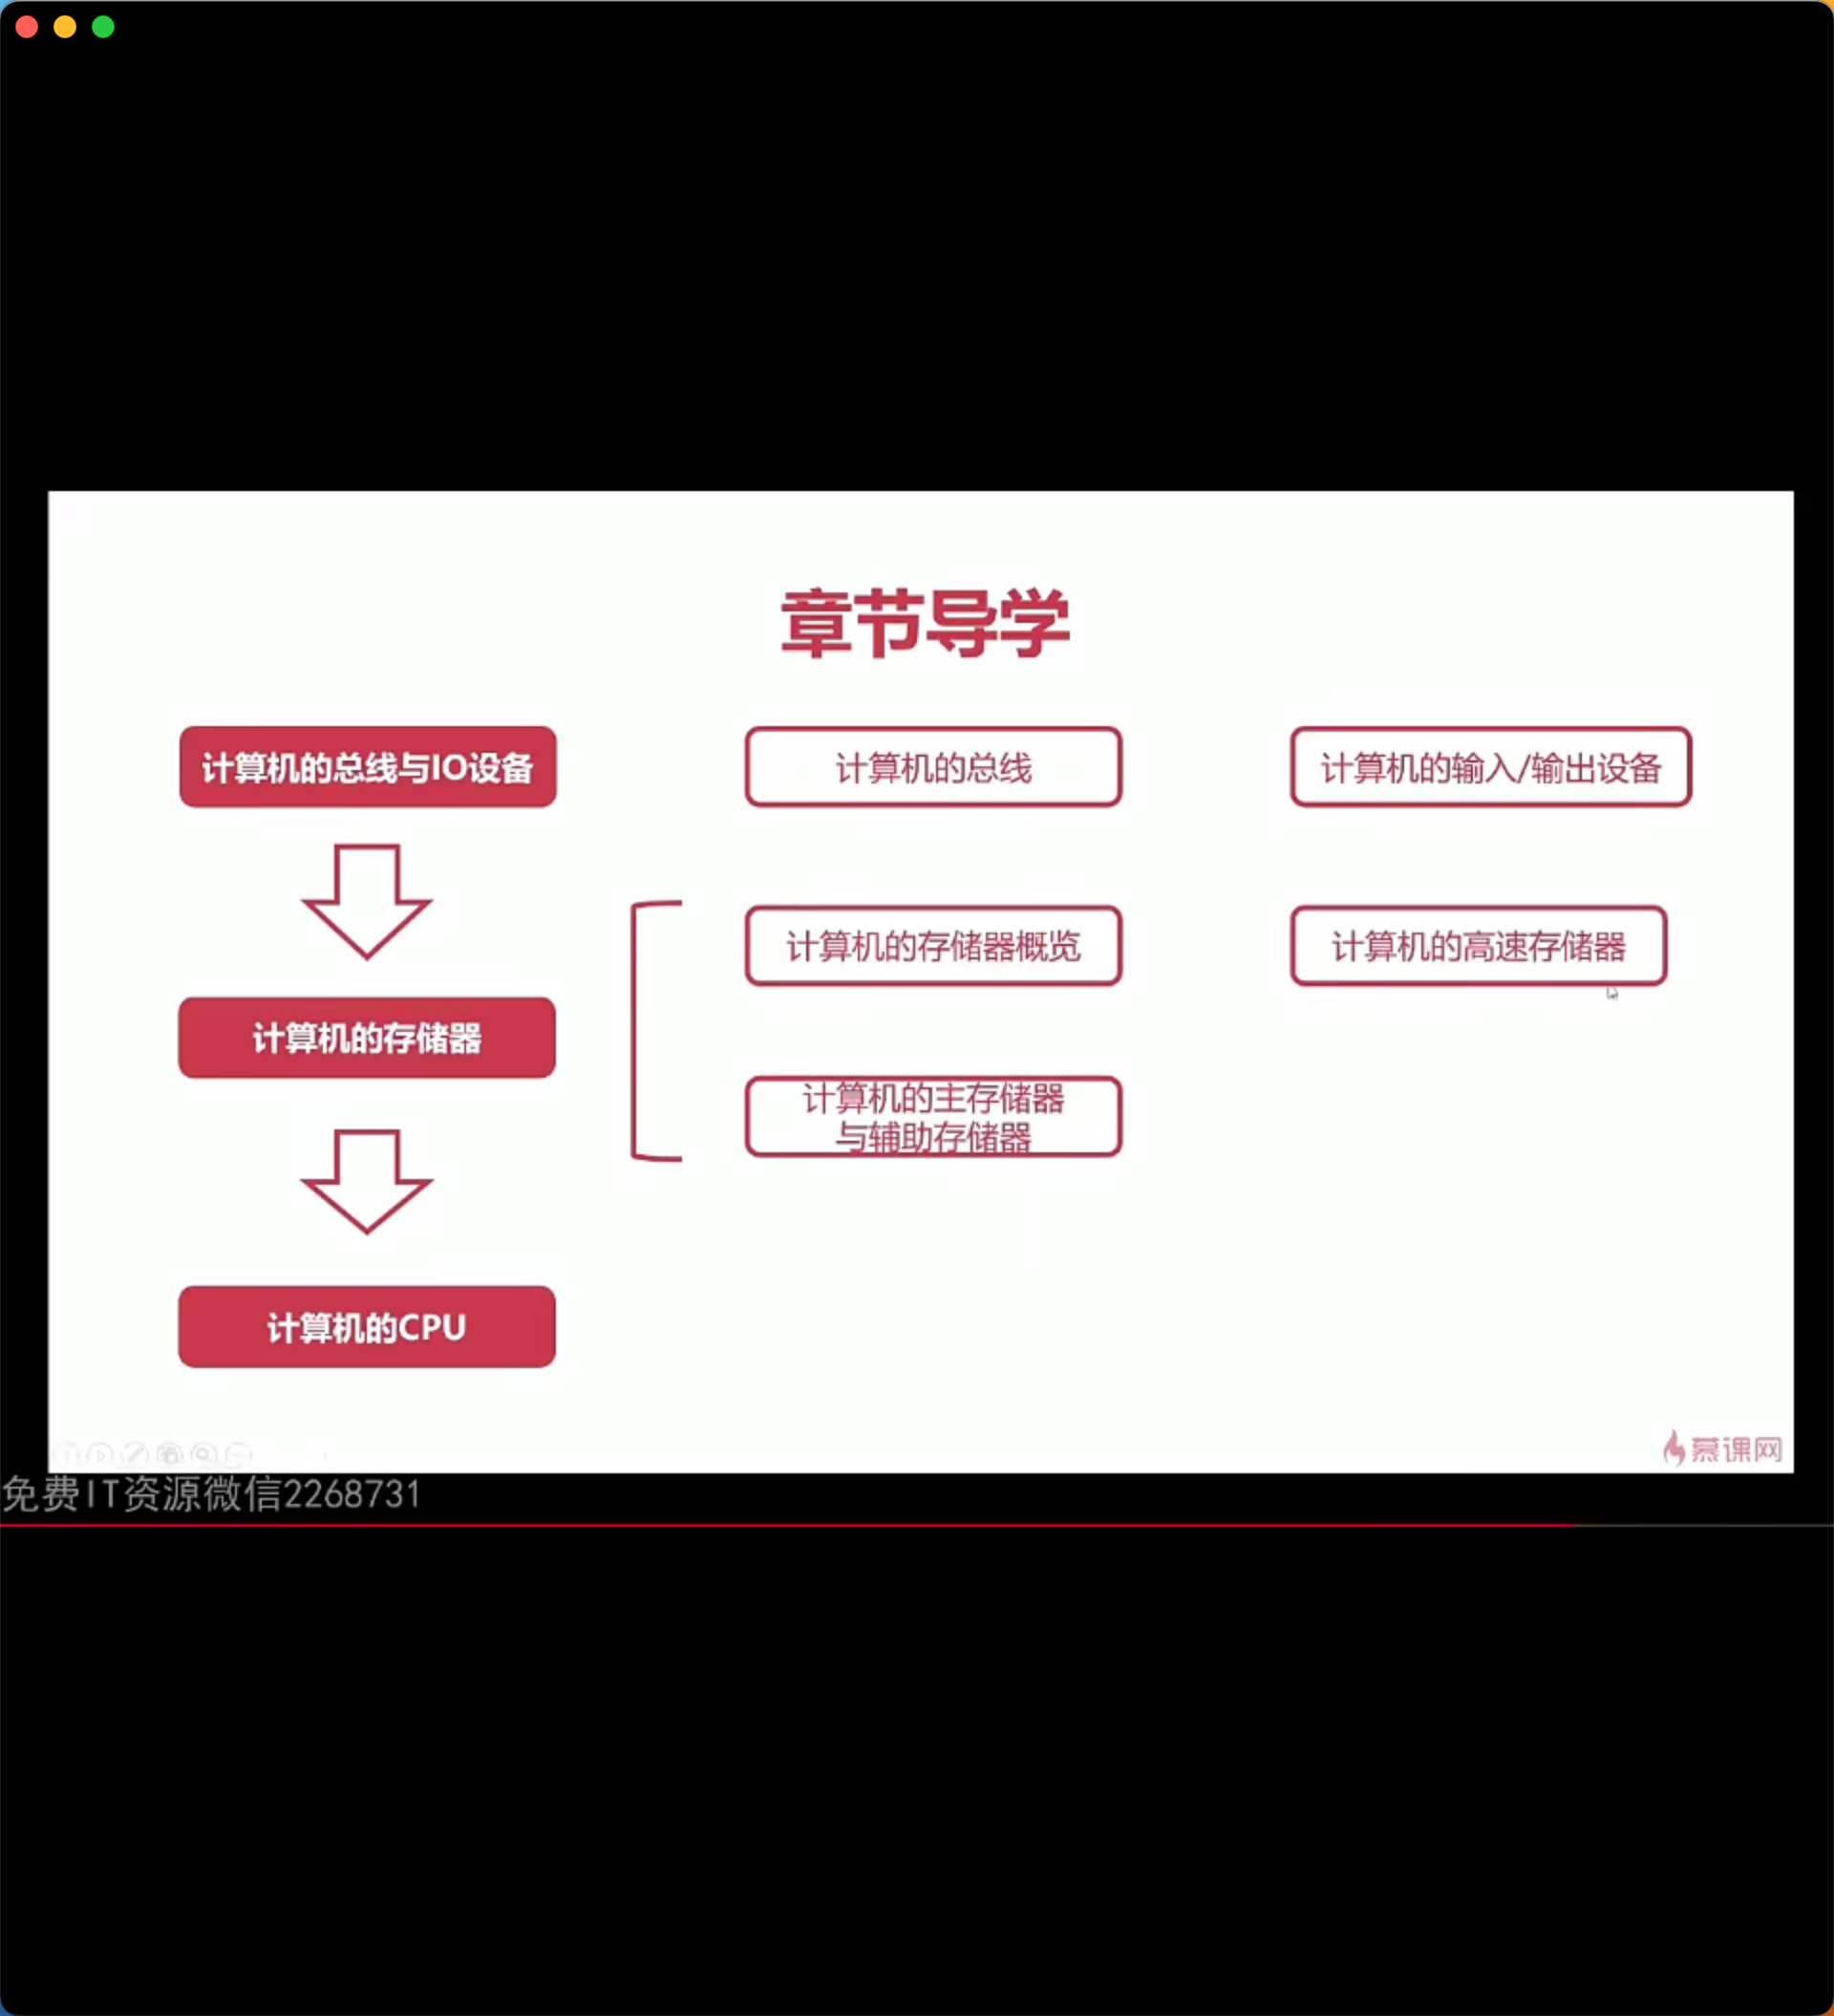 章节导学
计算机的总线与IO设备
计算机的总线
计算机的输入/输出设备
计算机的存储器概览
计算机的高速存储器
计算机的存储器
计算机的主存储器
与辅助存储器
计算机的CPU
慕课网
免费IT资源微信2268731